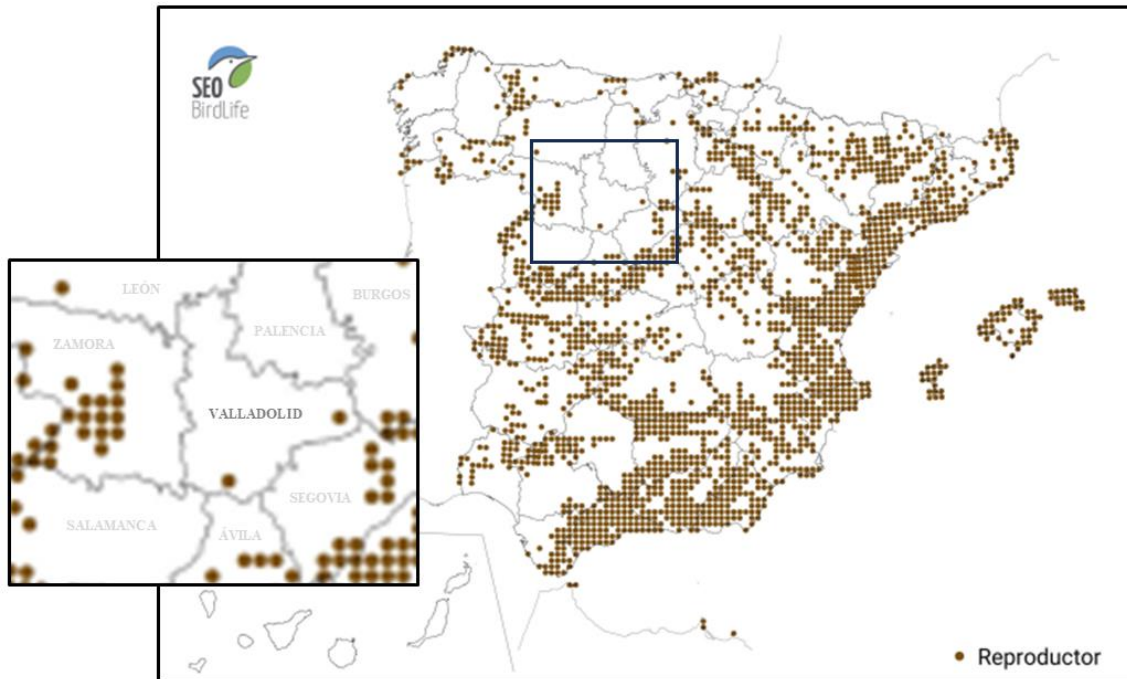 SEO
BirdLife
LEÓN
BURGOS
PALENCIA
ZAMORA
VALLADOLID
SEGOVIA
SALAMANCA
ÁVILA
Reproductor